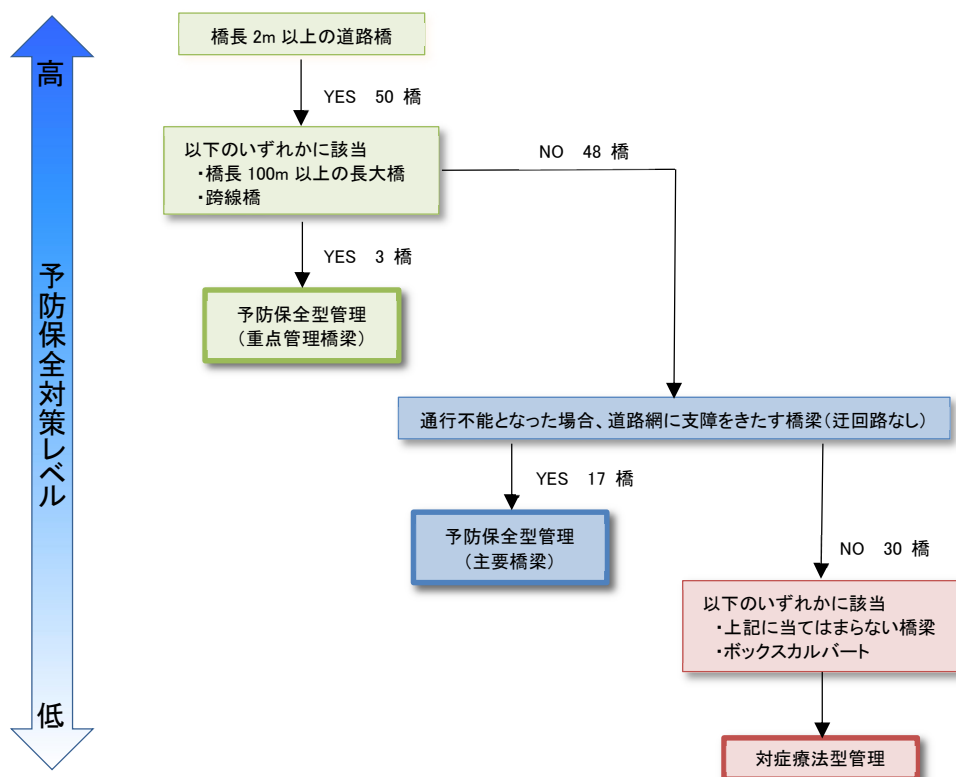 高
予防保全対策レベル
低
橋長 2m 以上の道路橋
YES 50 橋
以下のいずれかに該当
・橋長 100m 以上の長大橋
・跨線橋
NO 48 橋
YES 3 橋
予防保全型管理
(重点管理橋梁)
通行不能となった場合、道路網に支障をきたす橋梁(迂回路なし)
YES 17 橋
予防保全型管理
(主要橋梁)
NO 30 橋
以下のいずれかに該当
・上記に当てはまらない橋梁
・ボックスカルバート
対症療法型管理